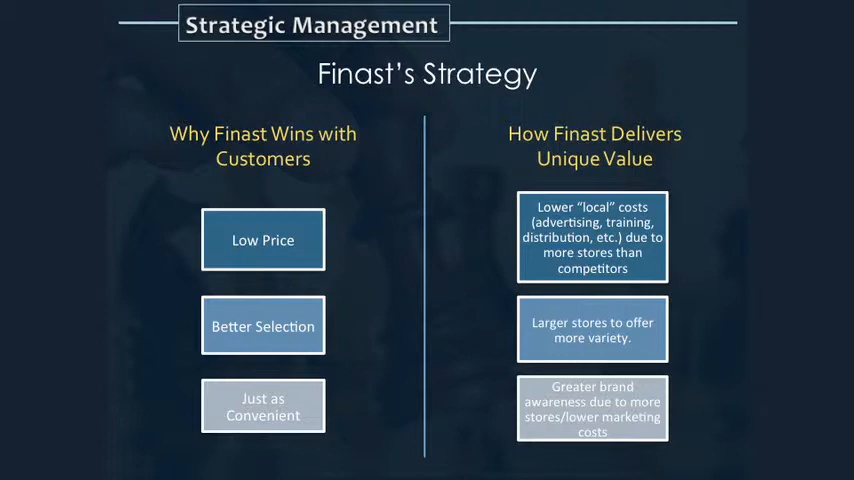 Strategic Management
Finast's Strategy
Why Finast Wins with
Customers
Low Price
Better Selection
Just as
Convenient
How Finast Delivers
Unique Value
Lower “local” costs
(advertising, training,
distribution, etc.) due to
more stores than
competitors
Larger stores to offer
more variety.
Greater brand
awareness due to more
stores/lower marketing
costs